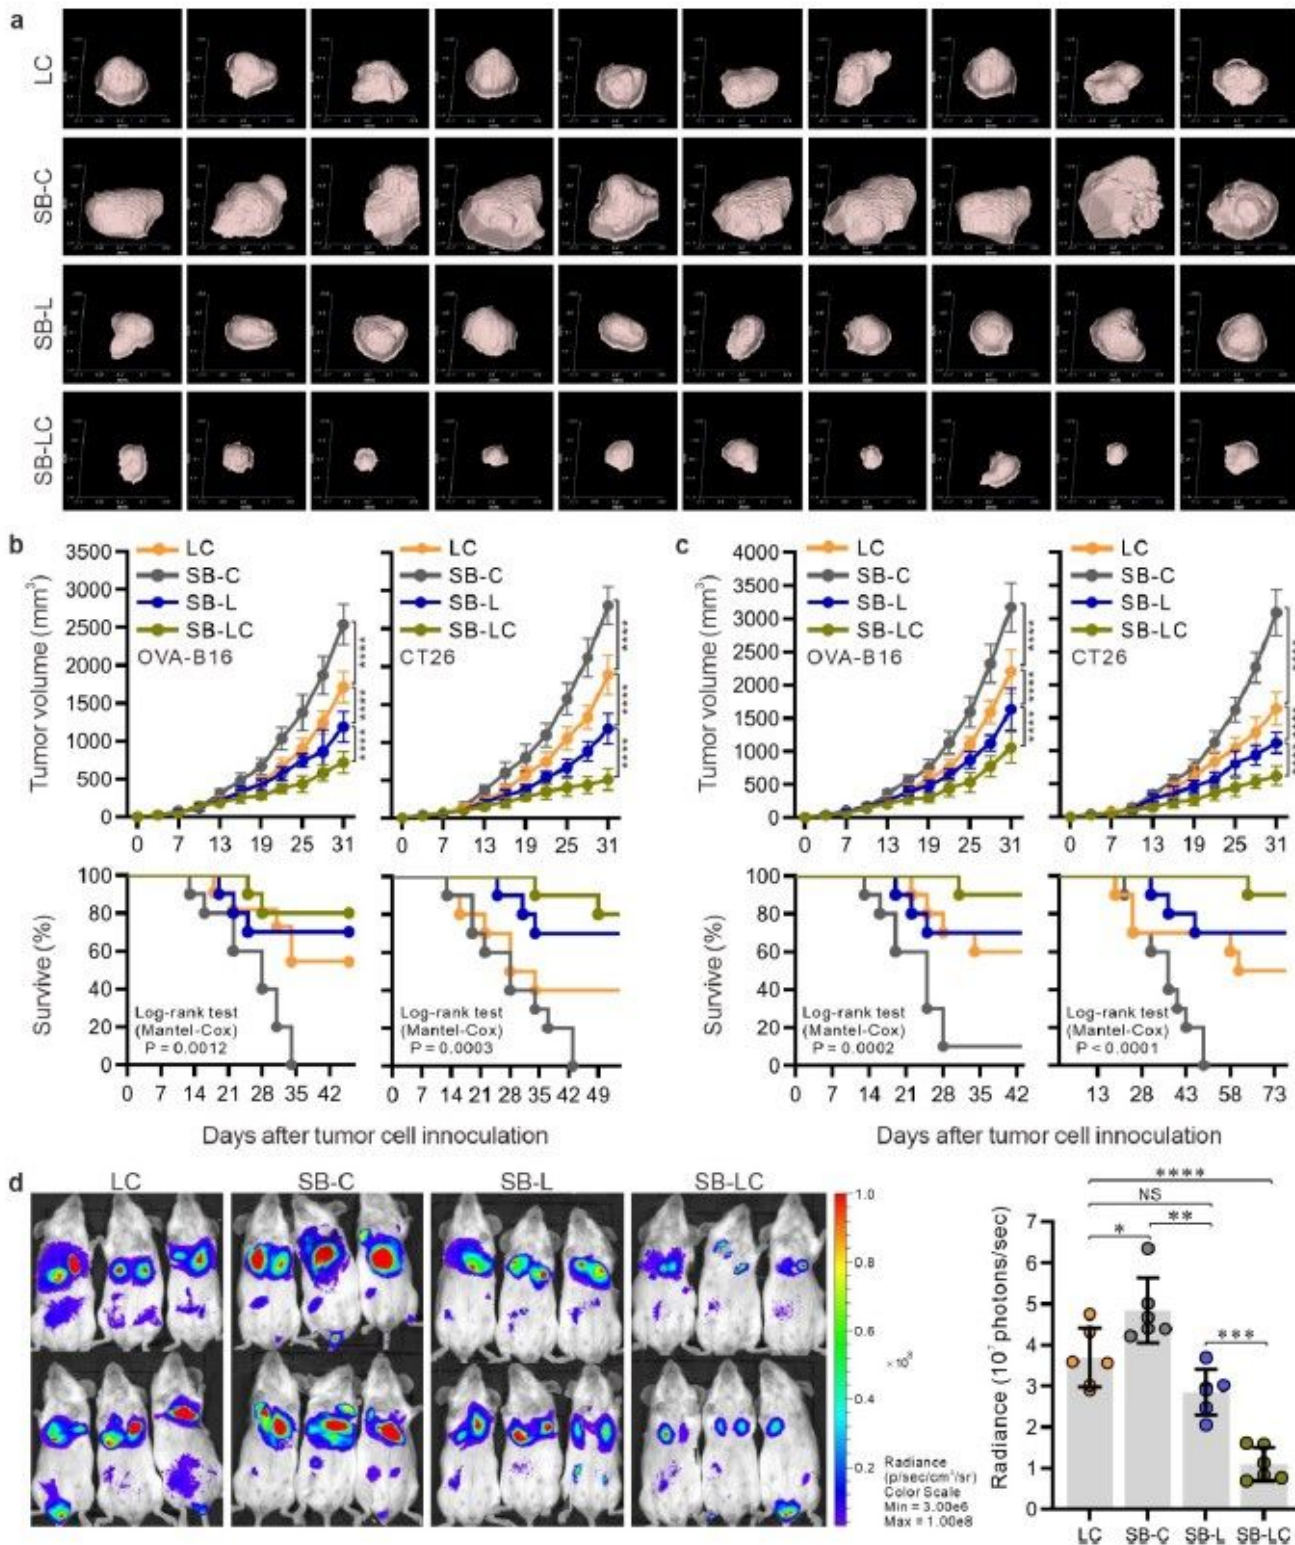 a
LC
SB-C
SB-L
SB-LC
b
Tumor volume (mm³)
3500
3000
2500
2000
1500
1000
500
0
LC
SB-C
SB-L
SB-LC
OVA-B16
****
****
****
0 7 13 19 25 31
LC
SB-C
SB-L
SB-LC
CT26
****
****
****
0 7 13 19 25 31
Survive (%)
100
80
60
40
20
0
Log-rank test
(Mantel-Cox)
P = 0.0012
0 7 14 21 28 35 42
Log-rank test
(Mantel-Cox)
P = 0.0003
0 7 14 21 28 35 42 49
Days after tumor cell innoculation
c
Tumor volume (mm³)
4000
3500
3000
2500
2000
1500
1000
500
0
LC
SB-C
SB-L
SB-LC
OVA-B16
****
****
****
0 7 13 19 25 31
LC
SB-C
SB-L
SB-LC
CT26
****
****
****
0 7 13 19 25 31
Survive (%)
100
80
60
40
20
0
Log-rank test
(Mantel-Cox)
P = 0.0002
0 7 14 21 28 35 42
Log-rank test
(Mantel-Cox)
P < 0.0001
13 28 43 58 73
Days after tumor cell innoculation
d
LC SB-C SB-L SB-LC
1.0
0.8
0.6
0.4
0.2
Radiance
(p/sec/cm²/sr)
Color Scale
Min = 3.00e6
Max = 1.00e8
Radiance (10⁷ photons/sec)
7
6
5
4
3
2
1
0
****
NS
* **
***
LC SB-C SB-L SB-LC